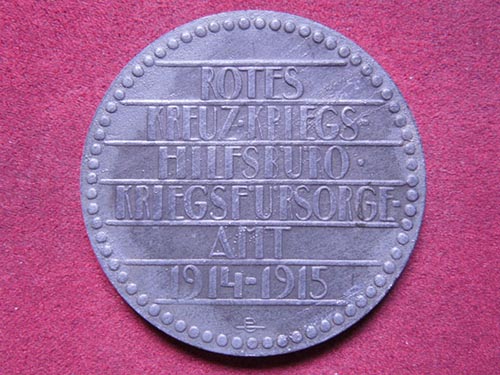 ROTES
KREUZ·KRIEGS-
HILFSBÜRO·
KRIEGSFÜRSORGE-
AMT
1914-1915